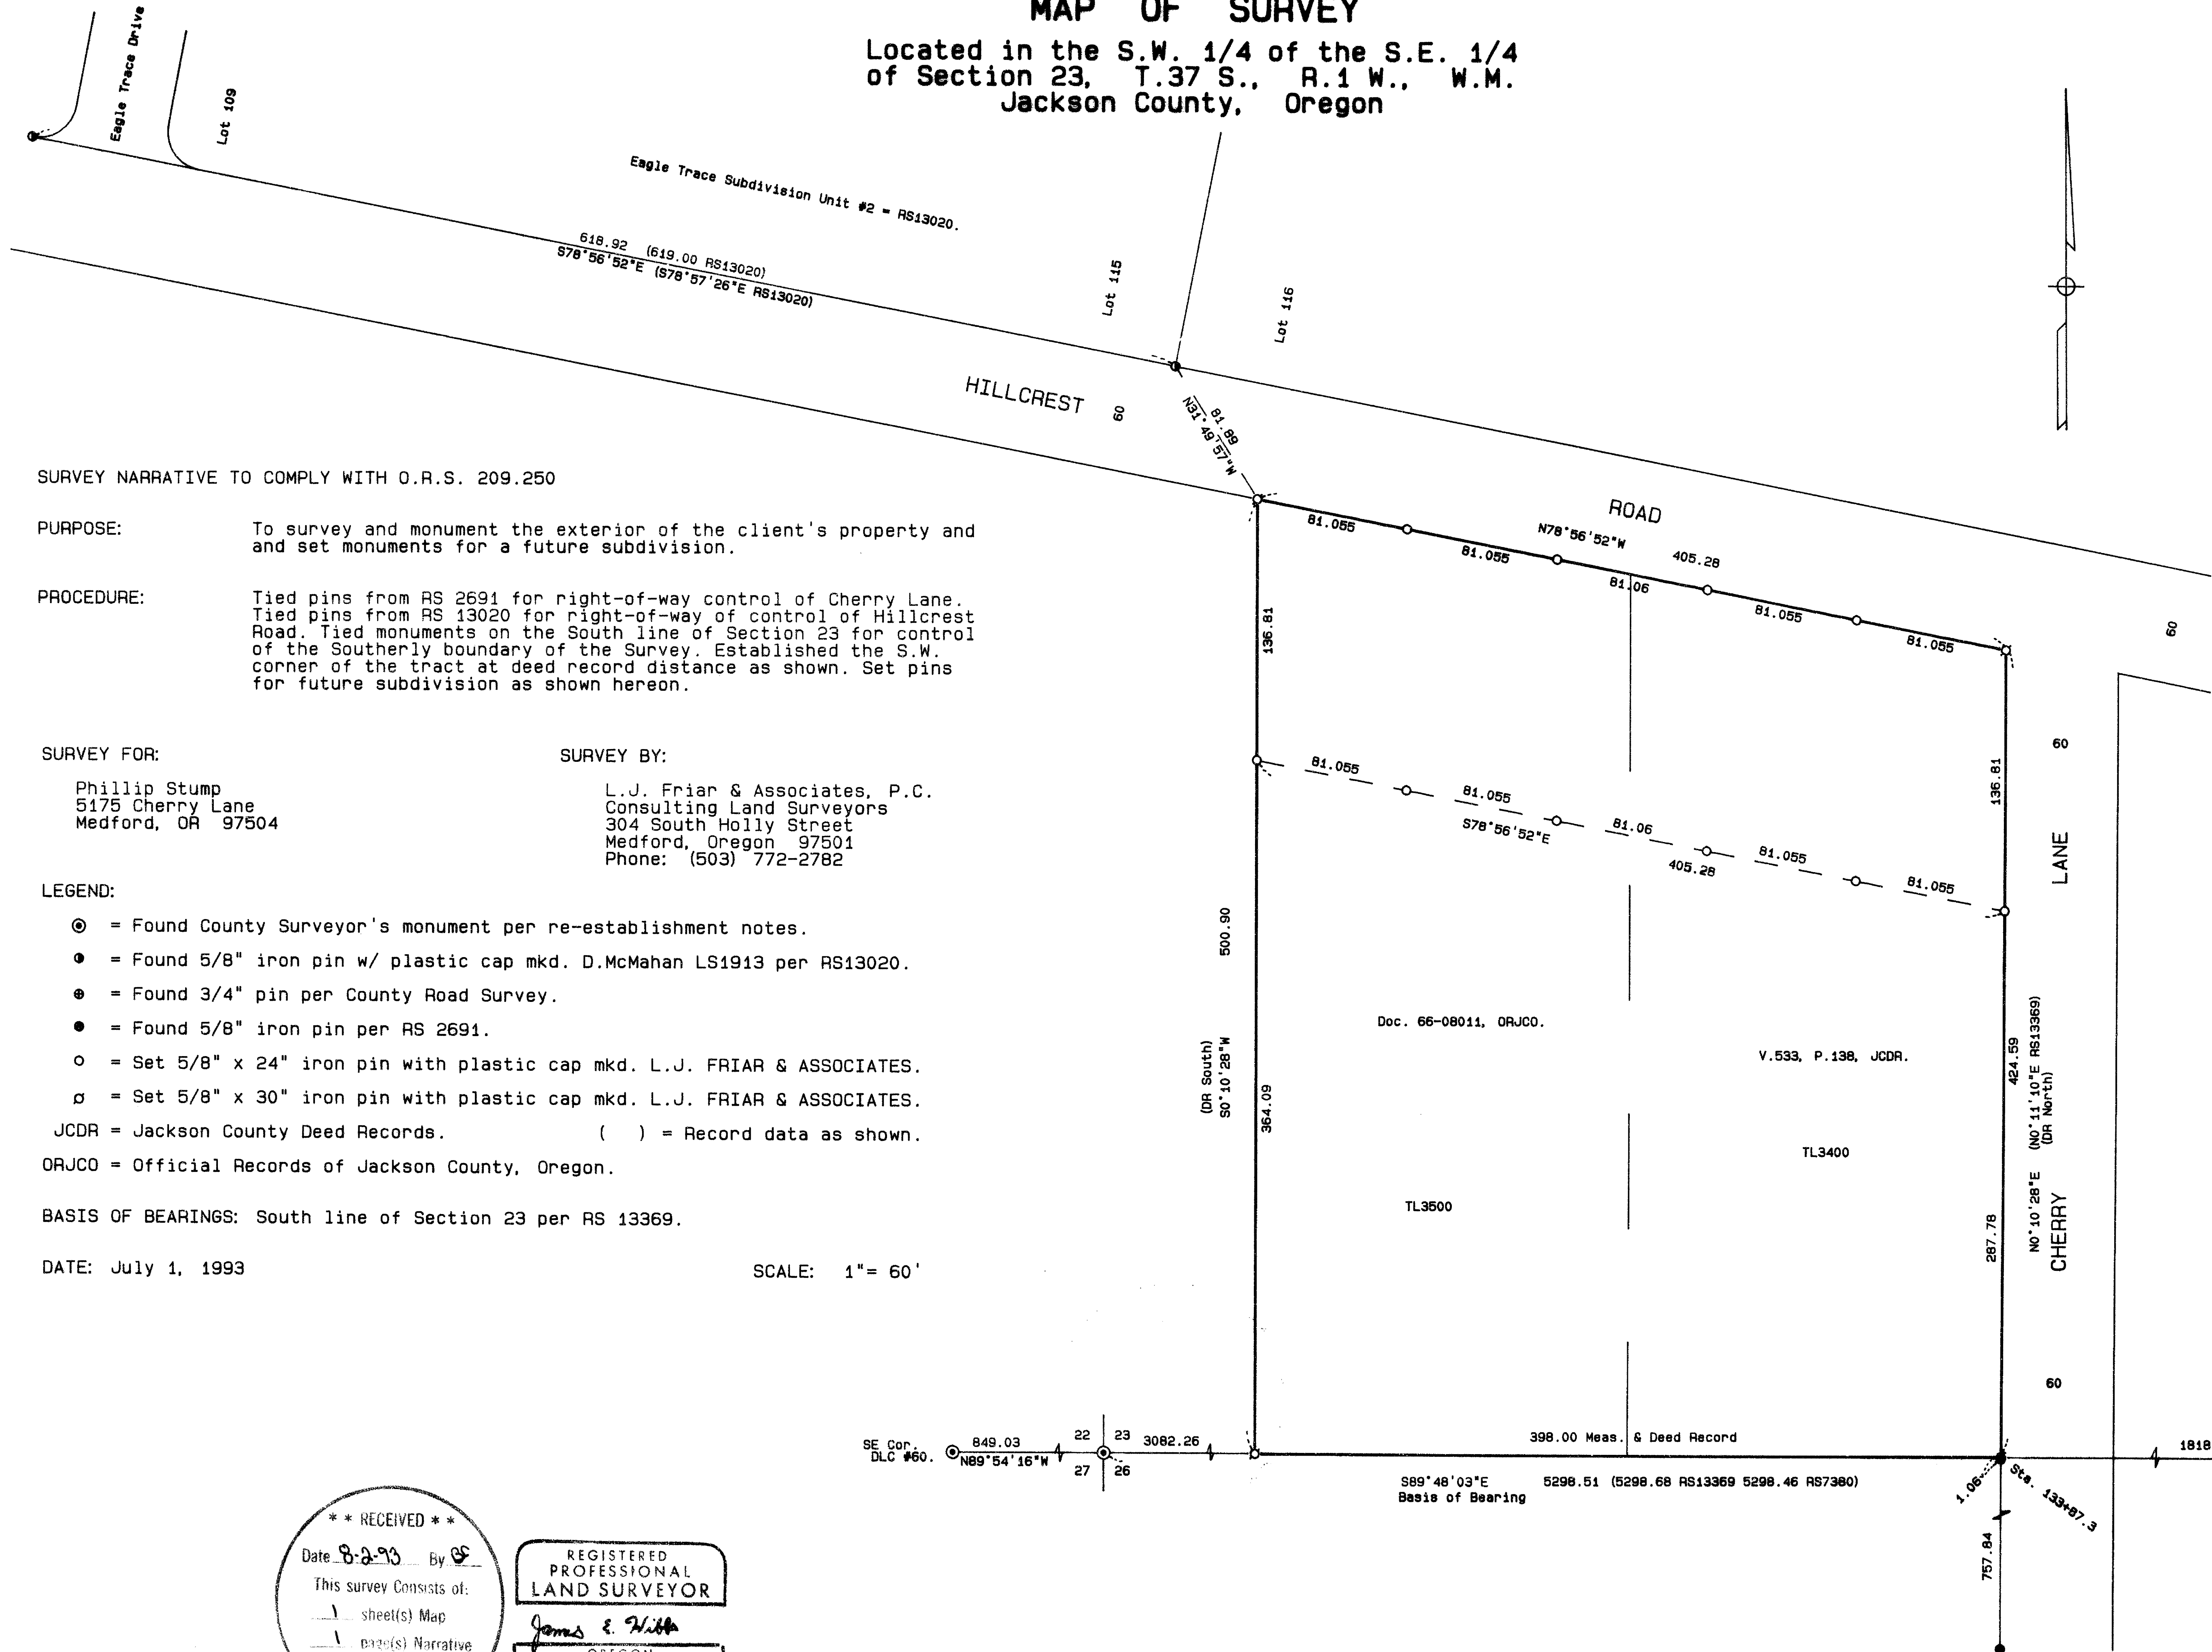 MAP OF SURVEY
Located in the S.W. 1/4 of the S.E. 1/4
of Section 23, T.37 S., R.1 W., W.M.
Jackson County, Oregon
Eagle Trace Drive
Lot 109
Eagle Trace Subdivision Unit #2 = RS13020.
618.92 (619.00 RS13020)
S78°56'52"E (S78°57'26"E RS13020)
Lot 115
Lot 116
HILLCREST
60
81.89
N31°49'57"W
ROAD
N78°56'52"W
405.28
81.055
81.055
81.06
81.055
81.055
60
SURVEY NARRATIVE TO COMPLY WITH O.R.S. 209.250
PURPOSE: To survey and monument the exterior of the client's property and
and set monuments for a future subdivision.
PROCEDURE: Tied pins from RS 2691 for right-of-way control of Cherry Lane.
Tied pins from RS 13020 for right-of-way of control of Hillcrest
Road. Tied monuments on the South line of Section 23 for control
of the Southerly boundary of the Survey. Established the S.W.
corner of the tract at deed record distance as shown. Set pins
for future subdivision as shown hereon.
SURVEY FOR:
Phillip Stump
5175 Cherry Lane
Medford, OR 97504
SURVEY BY:
L.J. Friar & Associates, P.C.
Consulting Land Surveyors
304 South Holly Street
Medford, Oregon 97501
Phone: (503) 772-2782
LEGEND:
= Found County Surveyor's monument per re-establishment notes.
= Found 5/8" iron pin w/ plastic cap mkd. D.McMahan LS1913 per RS13020.
= Found 3/4" pin per County Road Survey.
= Found 5/8" iron pin per RS 2691.
= Set 5/8" x 24" iron pin with plastic cap mkd. L.J. FRIAR & ASSOCIATES.
= Set 5/8" x 30" iron pin with plastic cap mkd. L.J. FRIAR & ASSOCIATES.
JCDR = Jackson County Deed Records. ( ) = Record data as shown.
ORJCO = Official Records of Jackson County, Oregon.
BASIS OF BEARINGS: South line of Section 23 per RS 13369.
DATE: July 1, 1993
SCALE: 1"= 60'
136.81
136.81
60
81.055
81.055
81.06
81.055
81.055
S78°56'52"E
405.28
LANE
500.90
(DR South)
S0°10'28"W
364.09
Doc. 66-08011, ORJCO.
V.533, P.138, JCDR.
TL3400
TL3500
424.59
287.78
N0°10'28"E (N0°11'10"E RS13369)
(DR North)
CHERRY
60
SE Cor.
DLC #60.
849.03
N89°54'16"W
22 23
27 26
3082.26
398.00 Meas. & Deed Record
S89°48'03"E 5298.51 (5298.68 RS13369 5298.46 RS7380)
Basis of Bearing
1818
1.06
Sta. 133+87.3
757.84
* * RECEIVED * *
Date 8-2-93 By
This survey Consists of:
1 sheet(s) Map
1 page(s) Narrative
REGISTERED
PROFESSIONAL
LAND SURVEYOR
James E. Hibbs
OREGON